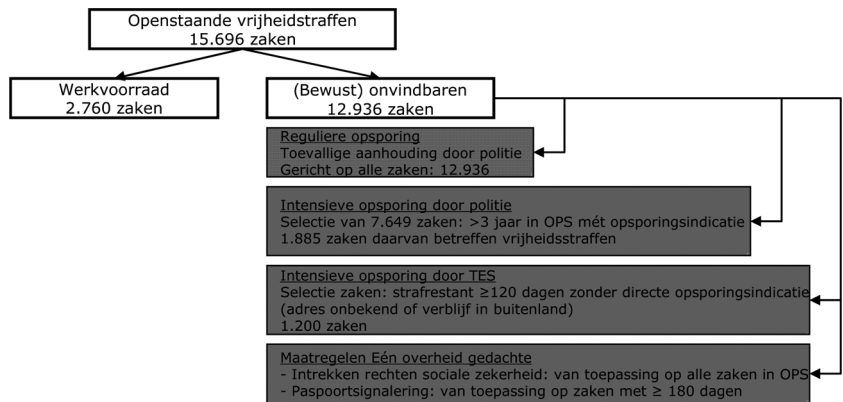 Openstaande vrijheidstraffen
15.696 zaken
Werkvoorraad
2.760 zaken
(Bewust) onvindbaren
12.936 zaken
Reguliere opsporing
Toevallige aanhouding door politie
Gericht op alle zaken: 12.936
Intensieve opsporing door politie
Selectie van 7.649 zaken: >3 jaar in OPS mét opsporingsindicatie
1.885 zaken daarvan betreffen vrijheidsstraffen
Intensieve opsporing door TES
Selectie zaken: strafrestant ≥120 dagen zonder directe opsporingsindicatie
(adres onbekend of verblijf in buitenland)
1.200 zaken
Maatregelen Eén overheid gedachte
- Intrekken rechten sociale zekerheid: van toepassing op alle zaken in OPS
- Paspoortsignalering: van toepassing op zaken met ≥ 180 dagen